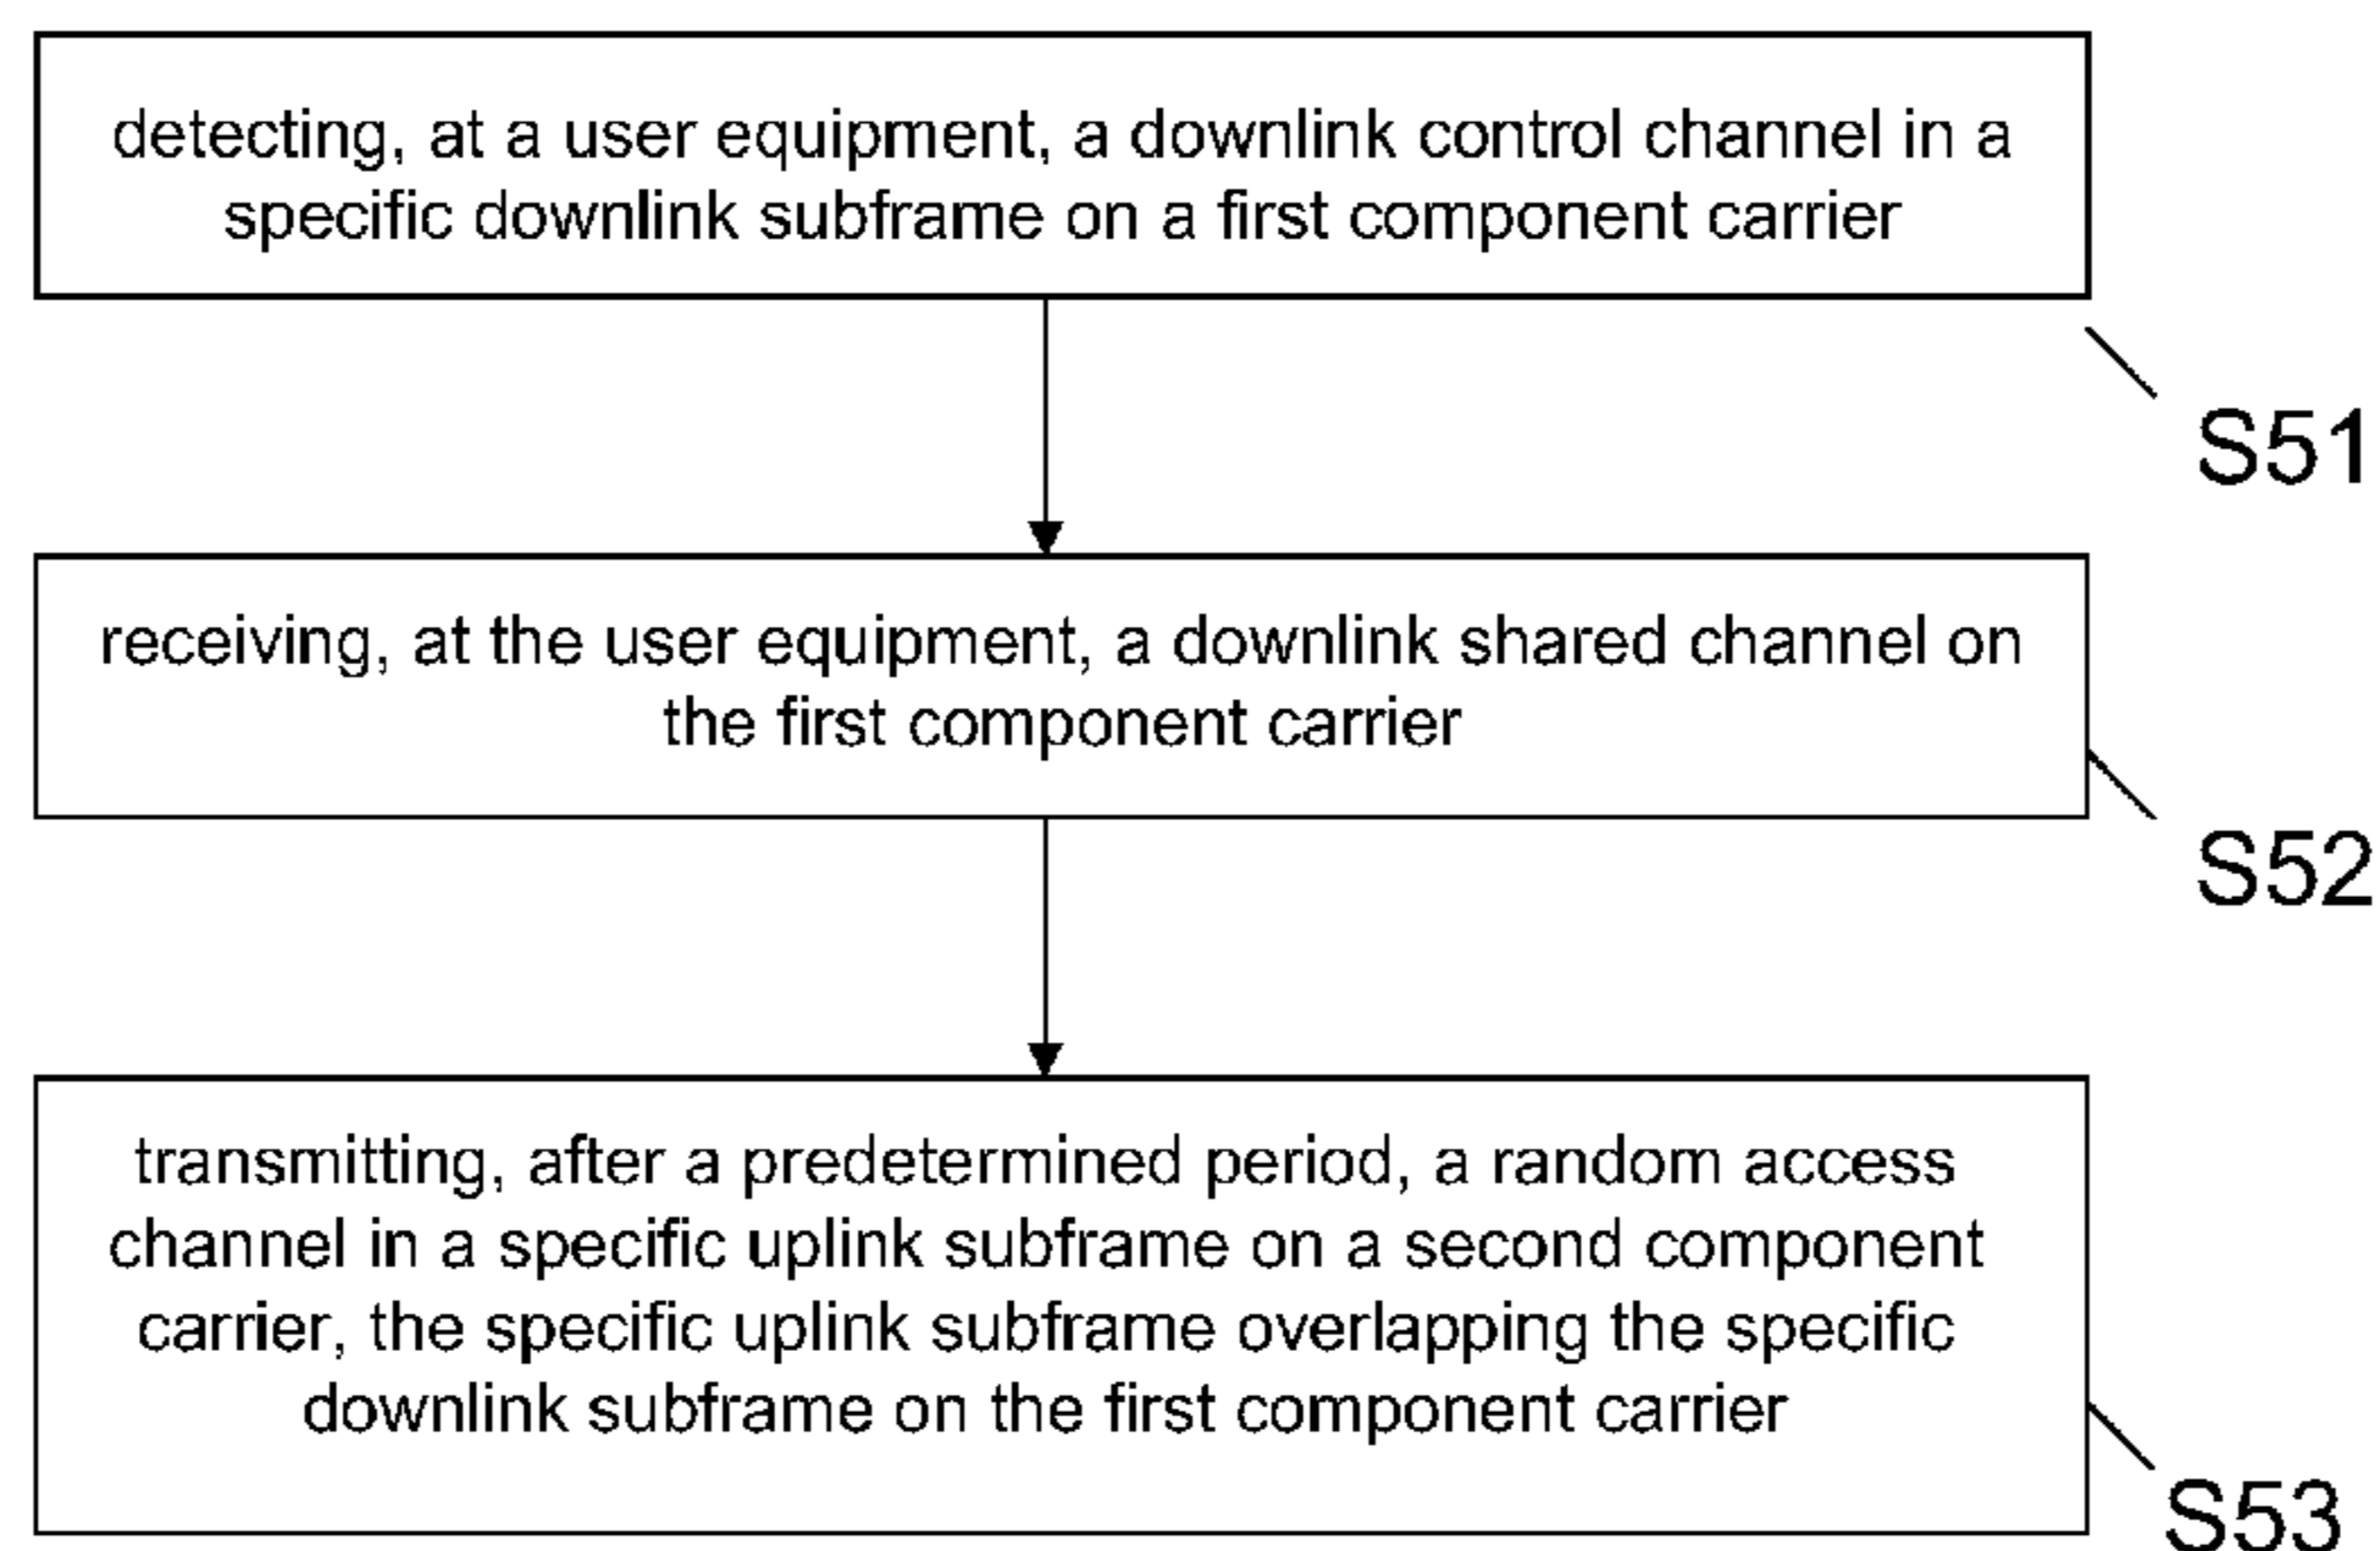 detecting, at a user equipment, a downlink control channel in a
specific downlink subframe on a first component carrier
S51
receiving, at the user equipment, a downlink shared channel on
the first component carrier
S52
transmitting, after a predetermined period, a random access
channel in a specific uplink subframe on a second component
carrier, the specific uplink subframe overlapping the specific
downlink subframe on the first component carrier
S53